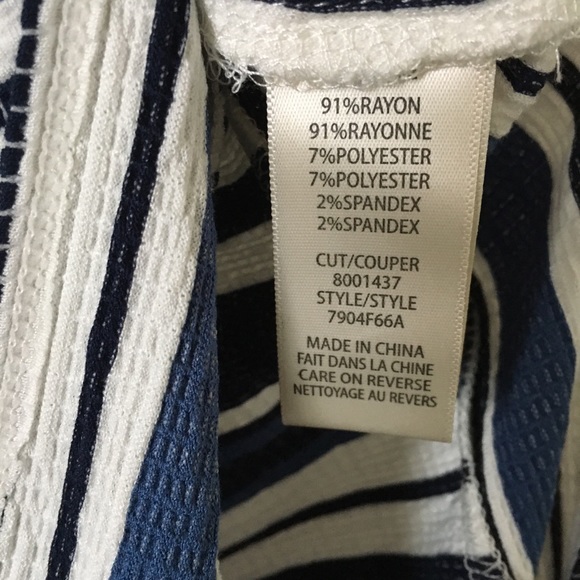 91%RAYON
91%RAYONNE
7%POLYESTER
7%POLYESTER
2%SPANDEX
2%SPANDEX
CUT/COUPER
8001437
STYLE/STYLE
7904F66A
MADE IN CHINA
FAIT DANS LA CHINE
CARE ON REVERSE
NETTOYAGE AU REVERS